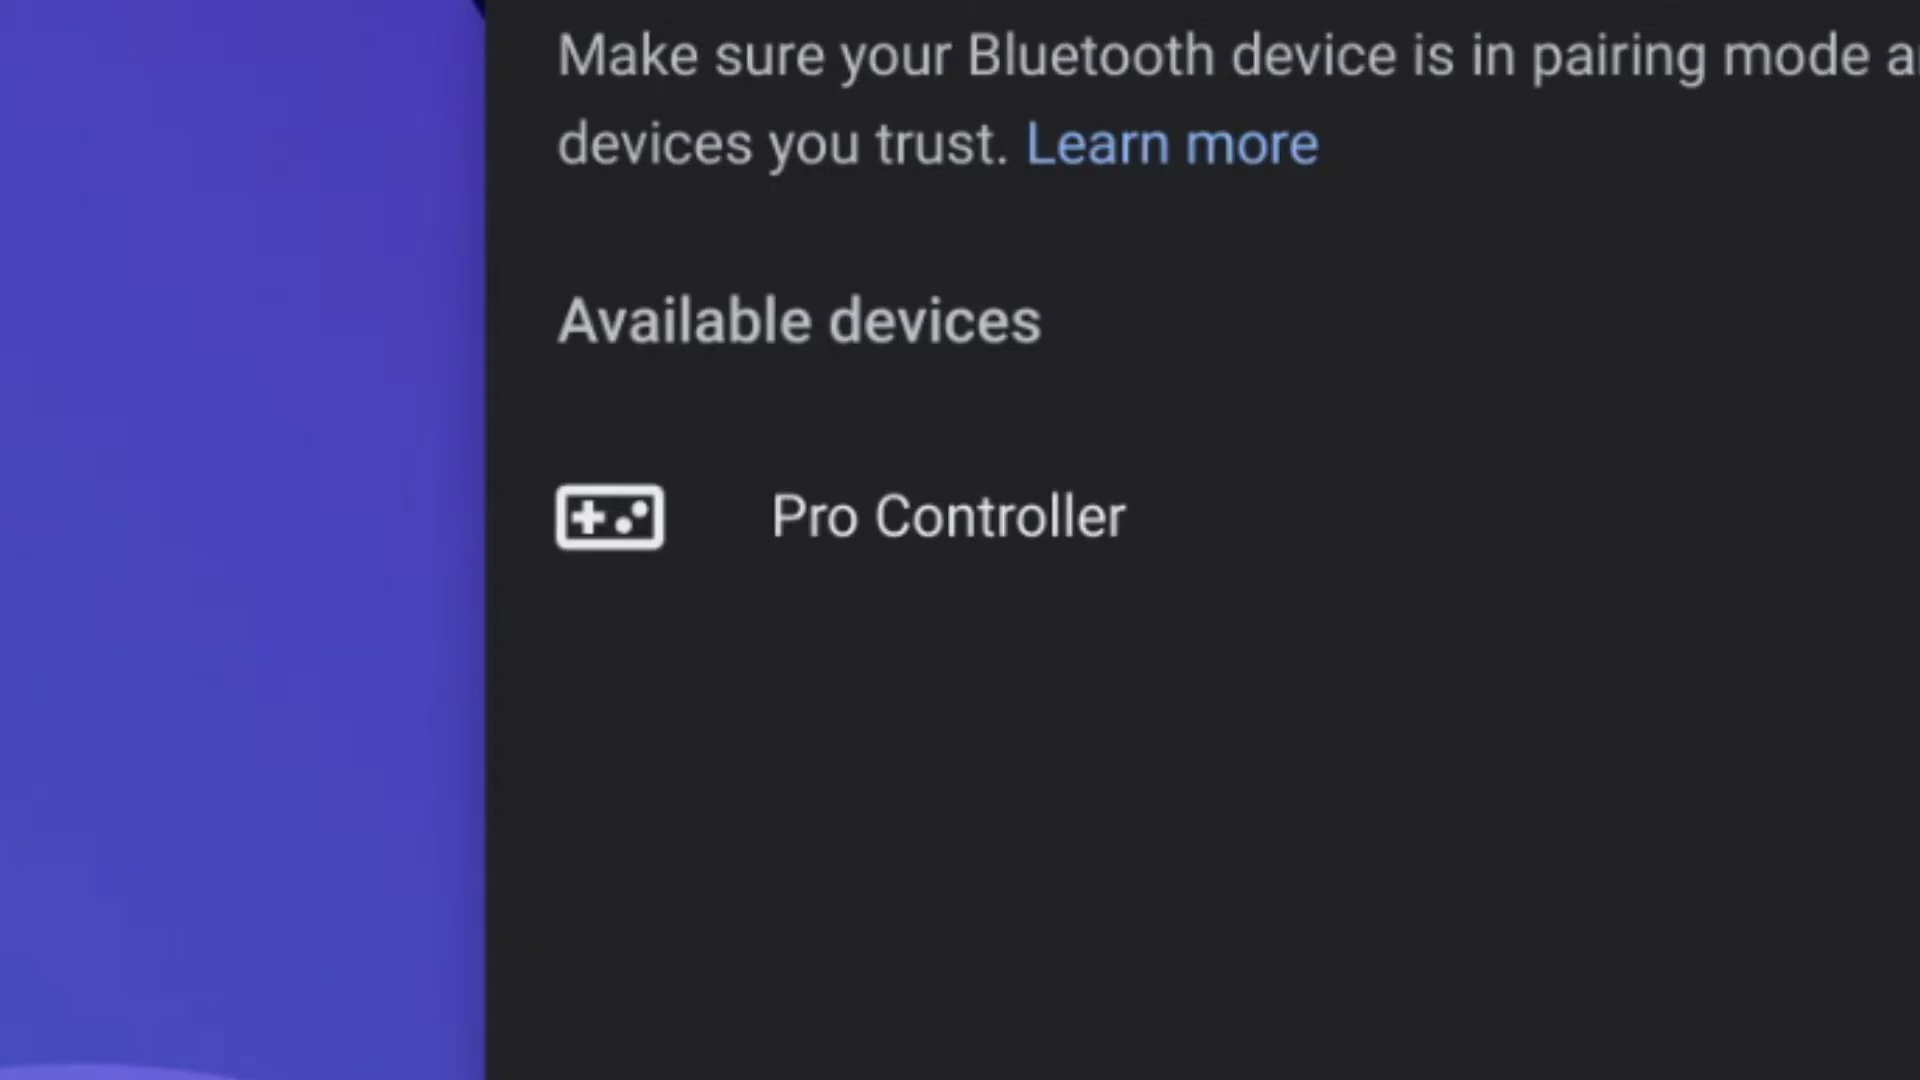 Make sure your Bluetooth device is in pairing mode
devices you trust. Learn more
Available devices
Pro Controller